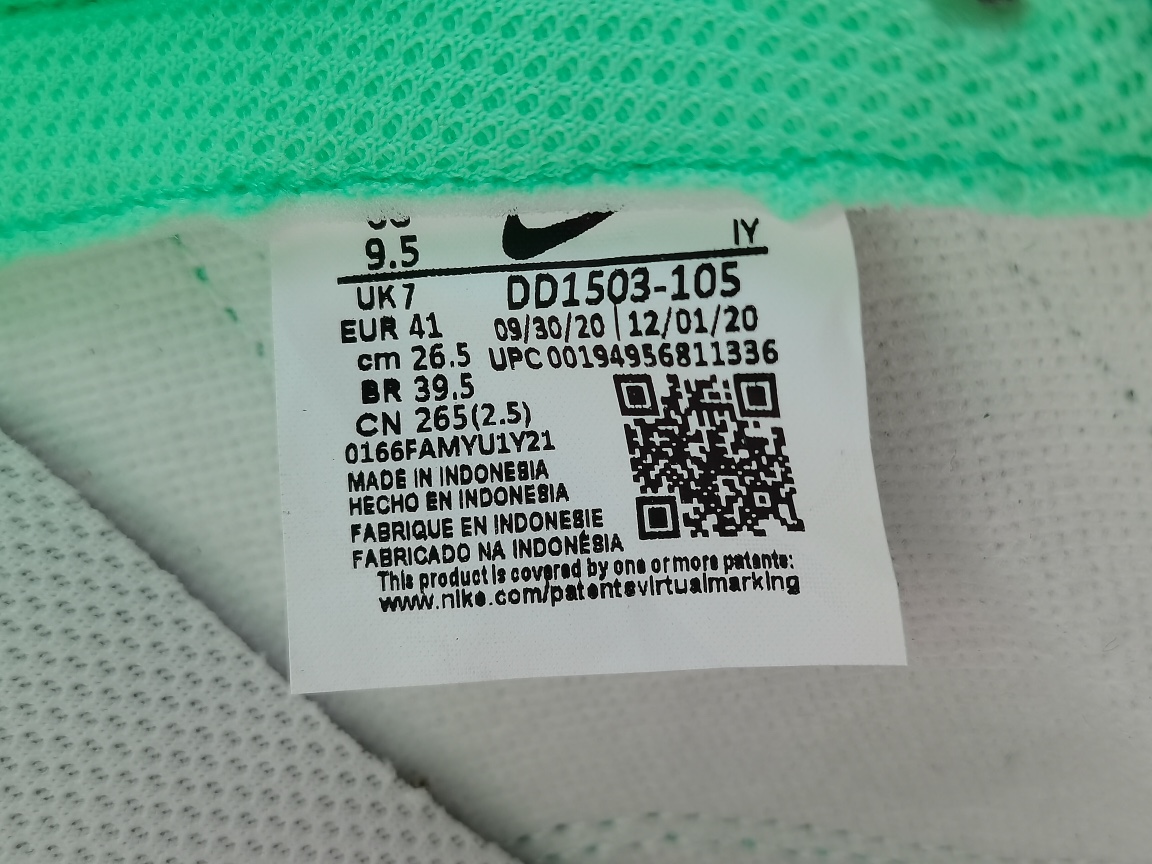 9.5 IY
UK 7 DD1503-105
EUR 41 09/30/20 | 12/01/20
cm 26.5 UPC 00194956811336
BR 39.5
CN 265(2.5)
0166FAMYU1Y21
MADE IN INDONESIA
HECHO EN INDONESIA
FABRIQUE EN INDONESIE
FABRICADO NA INDONÉSIA
This product is covered by one or more patents:
www.nike.com/patentsvirtualmarking